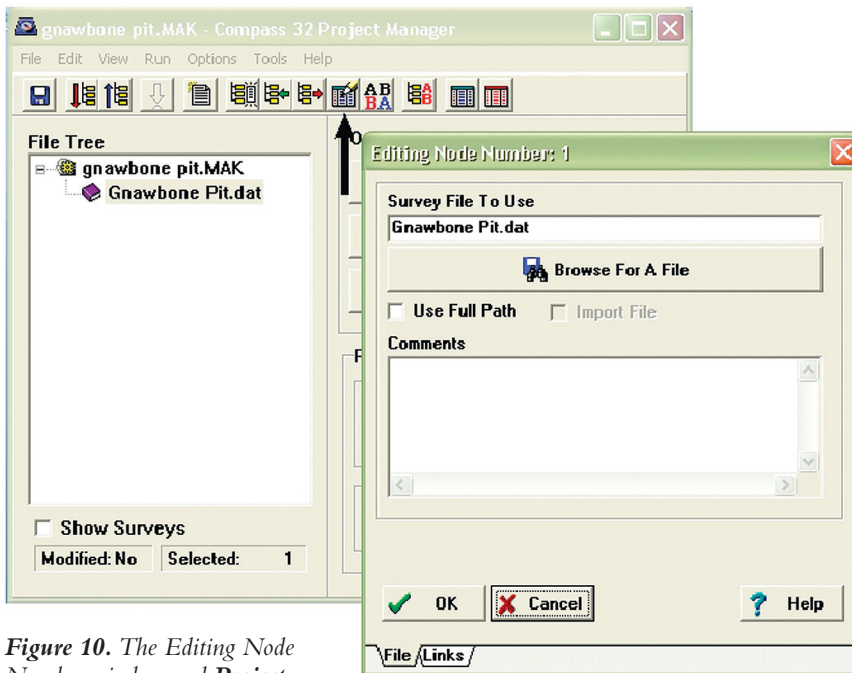 gnawbone pit.MAK - Compass 32 Project Manager
File Edit View Run Options Tools Help
AB
BA
AB
File Tree
gnawbone pit.MAK
Gnawbone Pit.dat
Show Surveys
Modified: No Selected: 1
Editing Node Number: 1
Survey File To Use
Gnawbone Pit.dat
Browse For A File
Use Full Path Import File
Comments
OK Cancel Help
File Links
Figure 10. The Editing Node